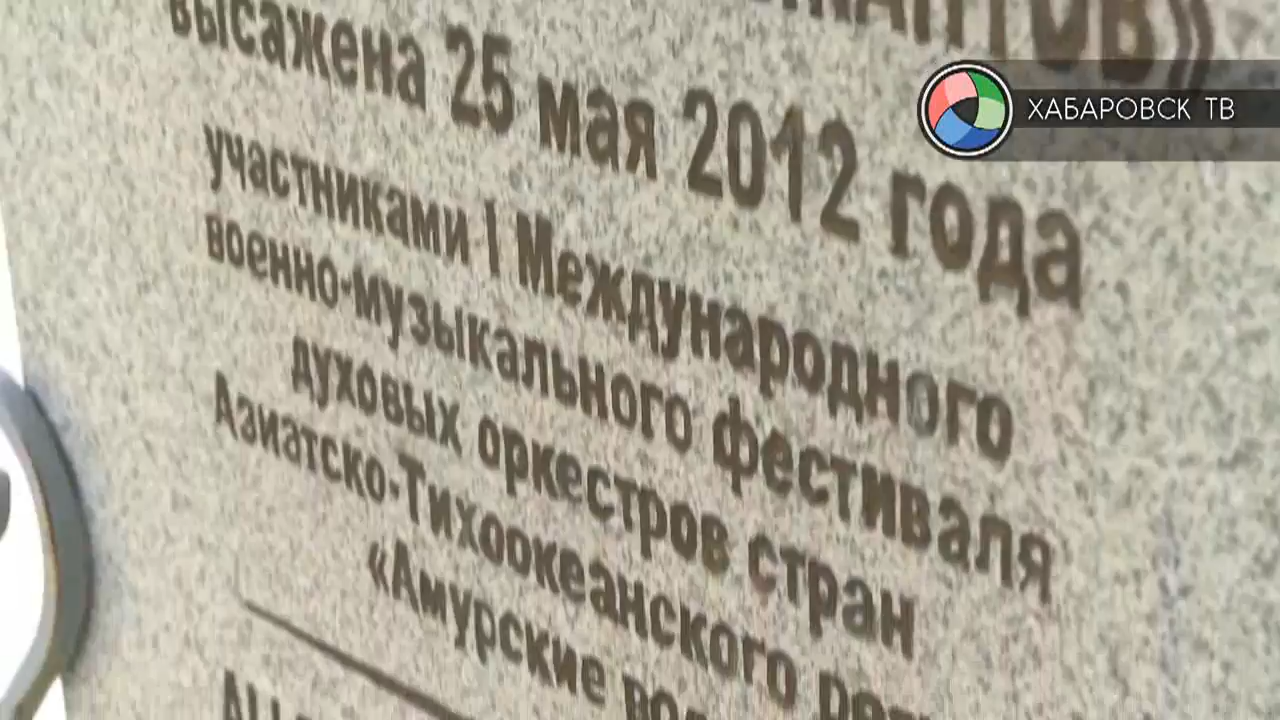 ХАБАРОВСК ТВ
высажена 25 мая 2012 года
участниками I Международного
военно-музыкального фестиваля
духовых оркестров стран
Азиатско-Тихоокеанского
«Амурские